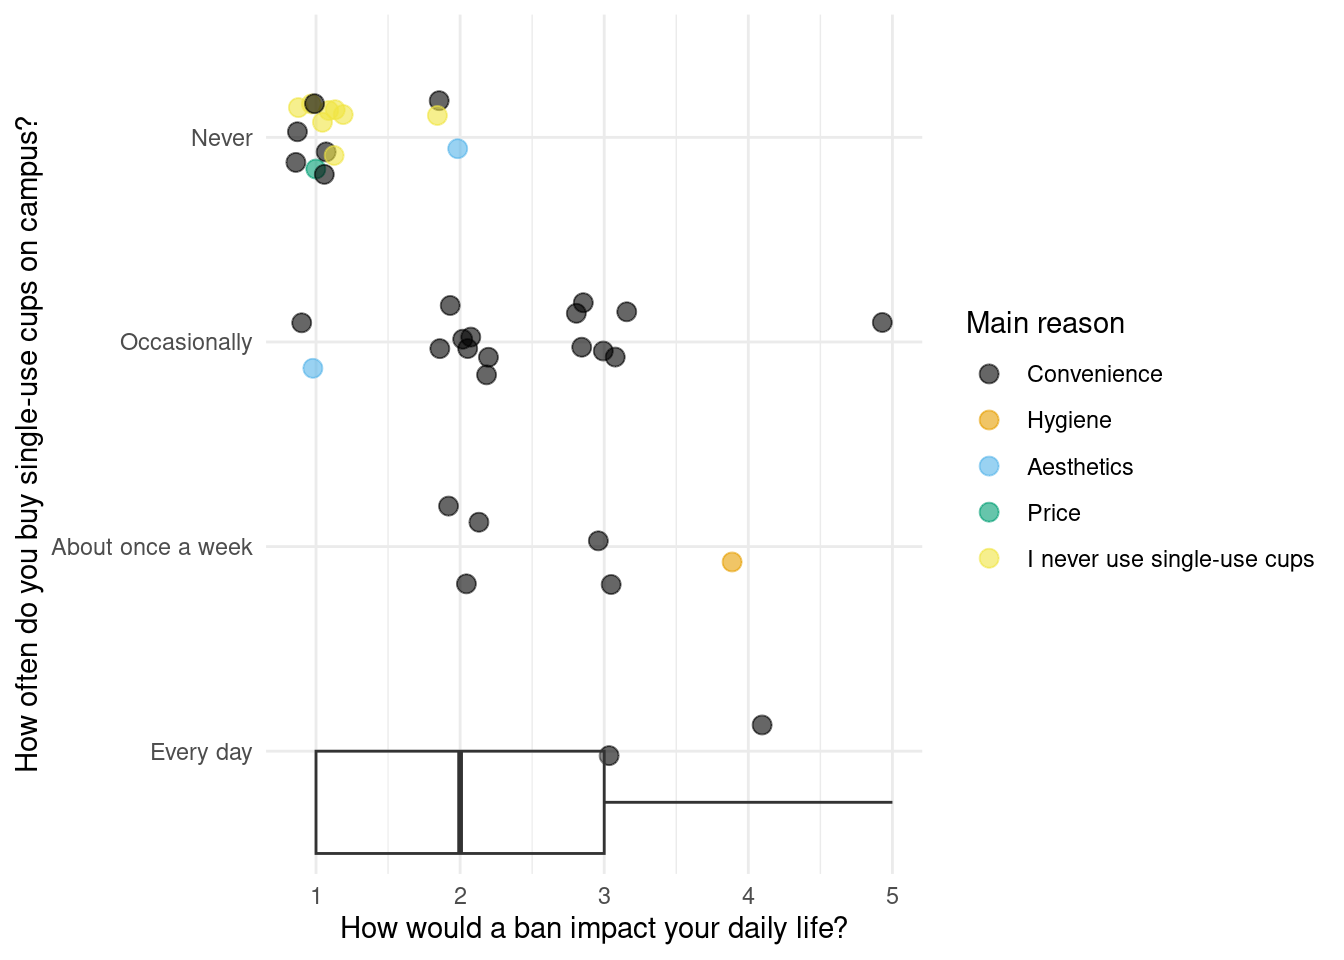 How often do you buy single-use cups on campus?
Never
Occasionally
About once a week
Every day
1 2 3 4 5
How would a ban impact your daily life?
Main reason
Convenience
Hygiene
Aesthetics
Price
I never use single-use cups